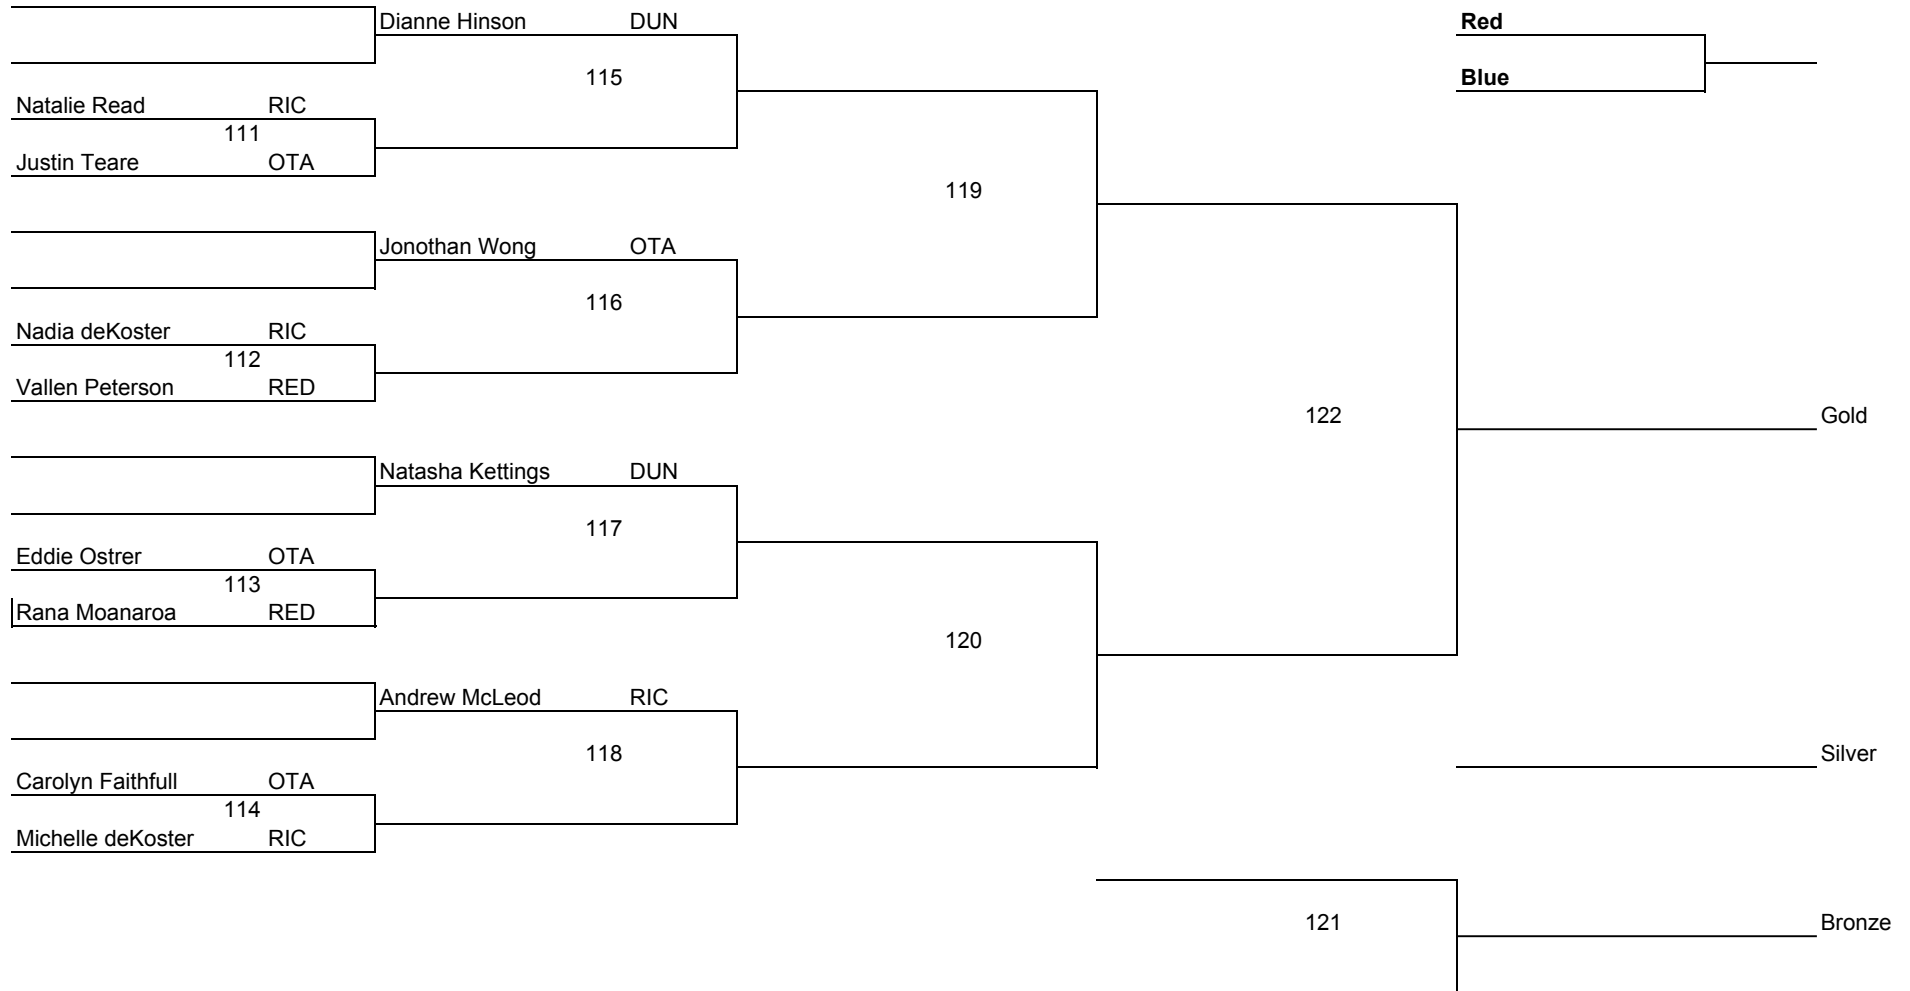 Dianne Hinson DUN Red
115 Blue
Natalie Read RIC
111
Justin Teare OTA
119
Jonothan Wong OTA
116
Nadia deKoster RIC
112
Vallen Peterson RED
122 Gold
Natasha Kettings DUN
117
Eddie Ostrer OTA
113
Rana Moanaroa RED
120
Andrew McLeod RIC
118 Silver
Carolyn Faithfull OTA
114
Michelle deKoster RIC
121 Bronze